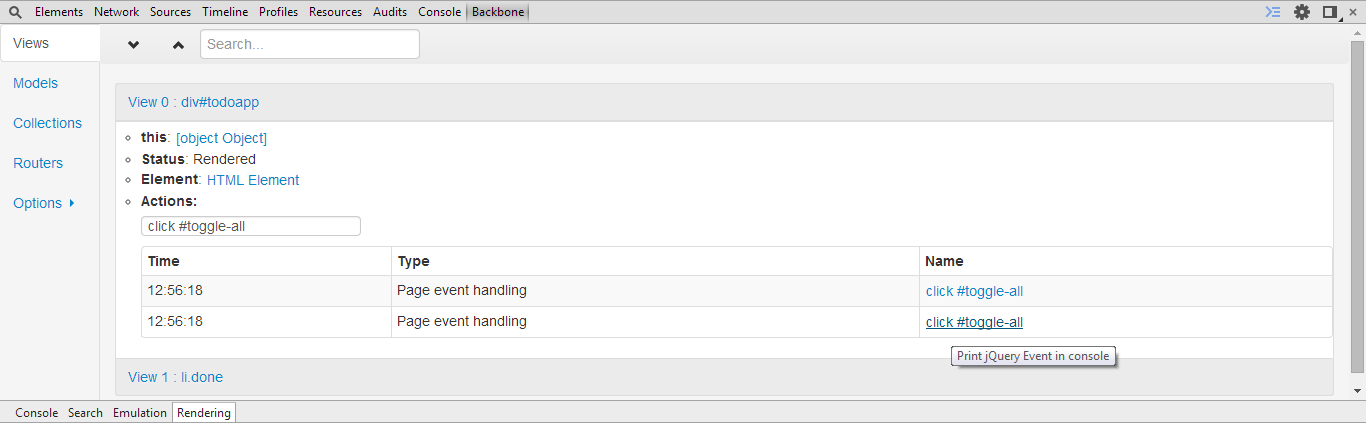 Elements Network Sources Timeline Profiles Resources Audits Console Backbone
Views
Search...
Models
Collections
Routers
Options
View 0 : div#todoapp
this: [object Object]
Status: Rendered
Element: HTML Element
Actions:
click #toggle-all
Time Type Name
12:56:18 Page event handling click #toggle-all
12:56:18 Page event handling click #toggle-all
Print jQuery Event in console
View 1 : li.done
Console Search Emulation Rendering